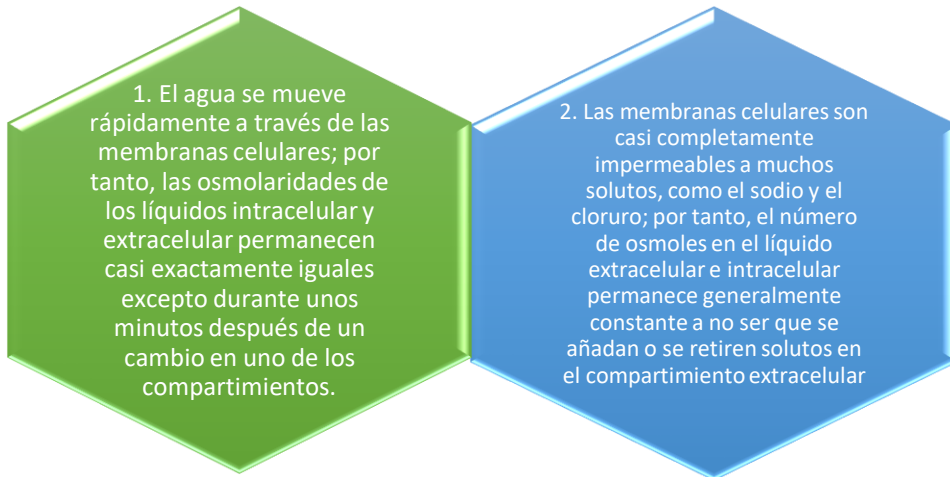 1. El agua se mueve
rápidamente a través de las
membranas celulares; por
tanto, las osmolaridades de
los líquidos intracelular y
extracelular permanecen
casi exactamente iguales
excepto durante unos
minutos después de un
cambio en uno de los
compartimientos.
2. Las membranas celulares son
casi completamente
impermeables a muchos
solutos, como el sodio y el
cloruro; por tanto, el número
de osmoles en el líquido
extracelular e intracelular
permanece generalmente
constante a no ser que se
añadan o se retiren solutos en
el compartimiento extracelular